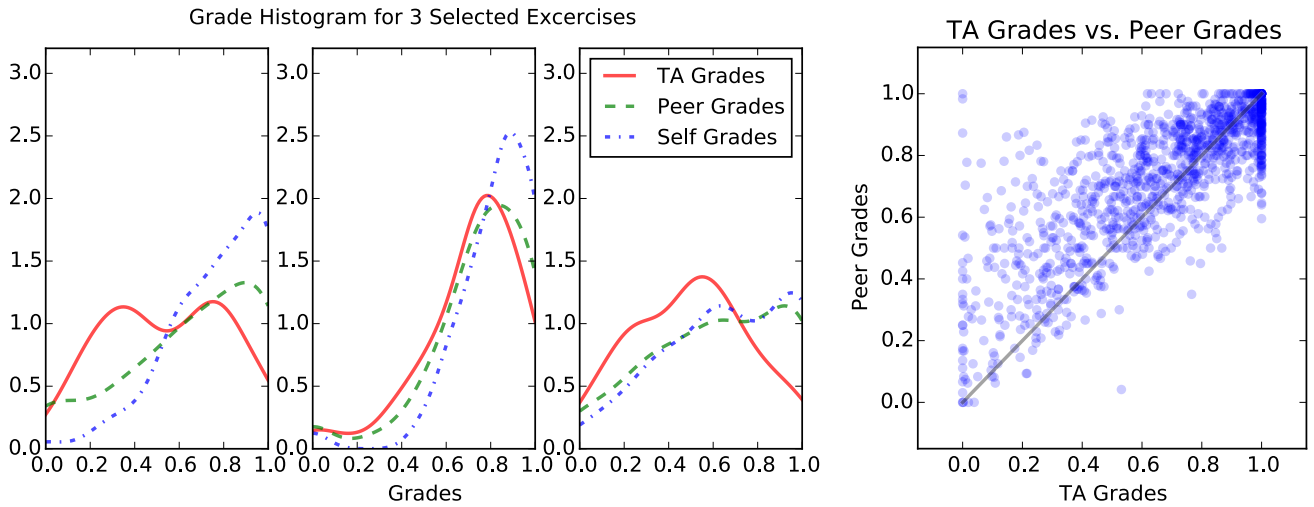 Grade Histogram for 3 Selected Excercises
3.0
2.5
2.0
1.5
1.0
0.5
0.0
0.0 0.2 0.4 0.6 0.8 1.0
3.0
2.5
2.0
1.5
1.0
0.5
0.0
0.0 0.2 0.4 0.6 0.8 1.0
Grades
3.0
2.5
2.0
1.5
1.0
0.5
0.0
0.0 0.2 0.4 0.6 0.8 1.0
TA Grades
Peer Grades
Self Grades
TA Grades vs. Peer Grades
Peer Grades
1.0
0.8
0.6
0.4
0.2
0.0
0.0 0.2 0.4 0.6 0.8 1.0
TA Grades